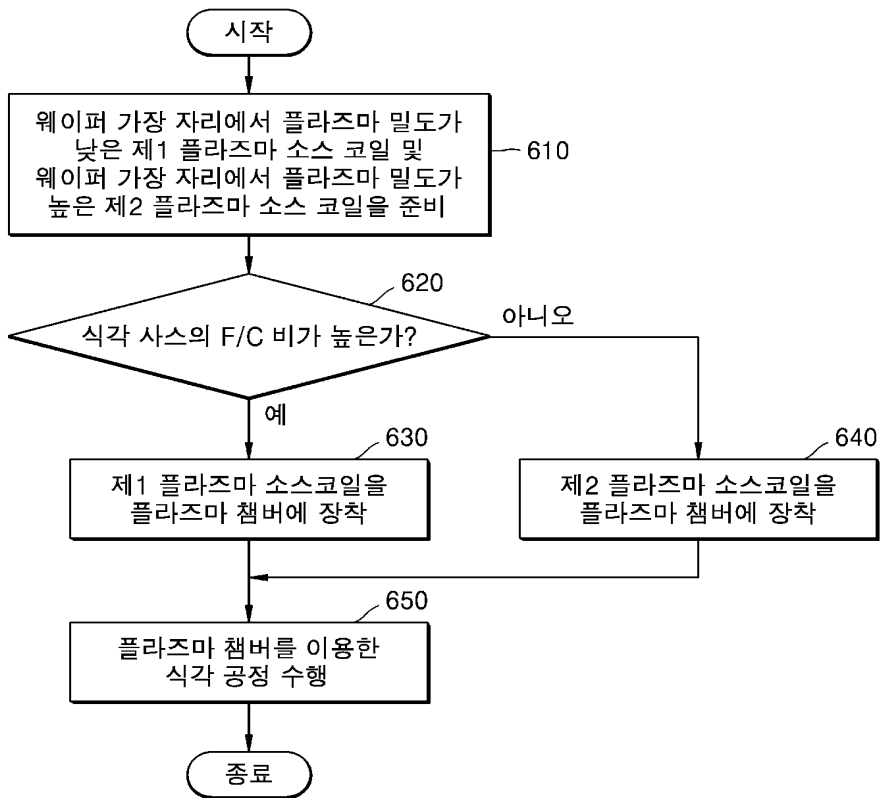 시작
웨이퍼 가장 자리에서 플라즈마 밀도가
낮은 제1 플라즈마 소스 코일 및
웨이퍼 가장 자리에서 플라즈마 밀도가
높은 제2 플라즈마 소스 코일을 준비
610
620
식각 사스의 F/C 비가 높은가?
아니오
예
630
제1 플라즈마 소스코일을
플라즈마 챔버에 장착
640
제2 플라즈마 소스코일을
플라즈마 챔버에 장착
650
플라즈마 챔버를 이용한
식각 공정 수행
종료